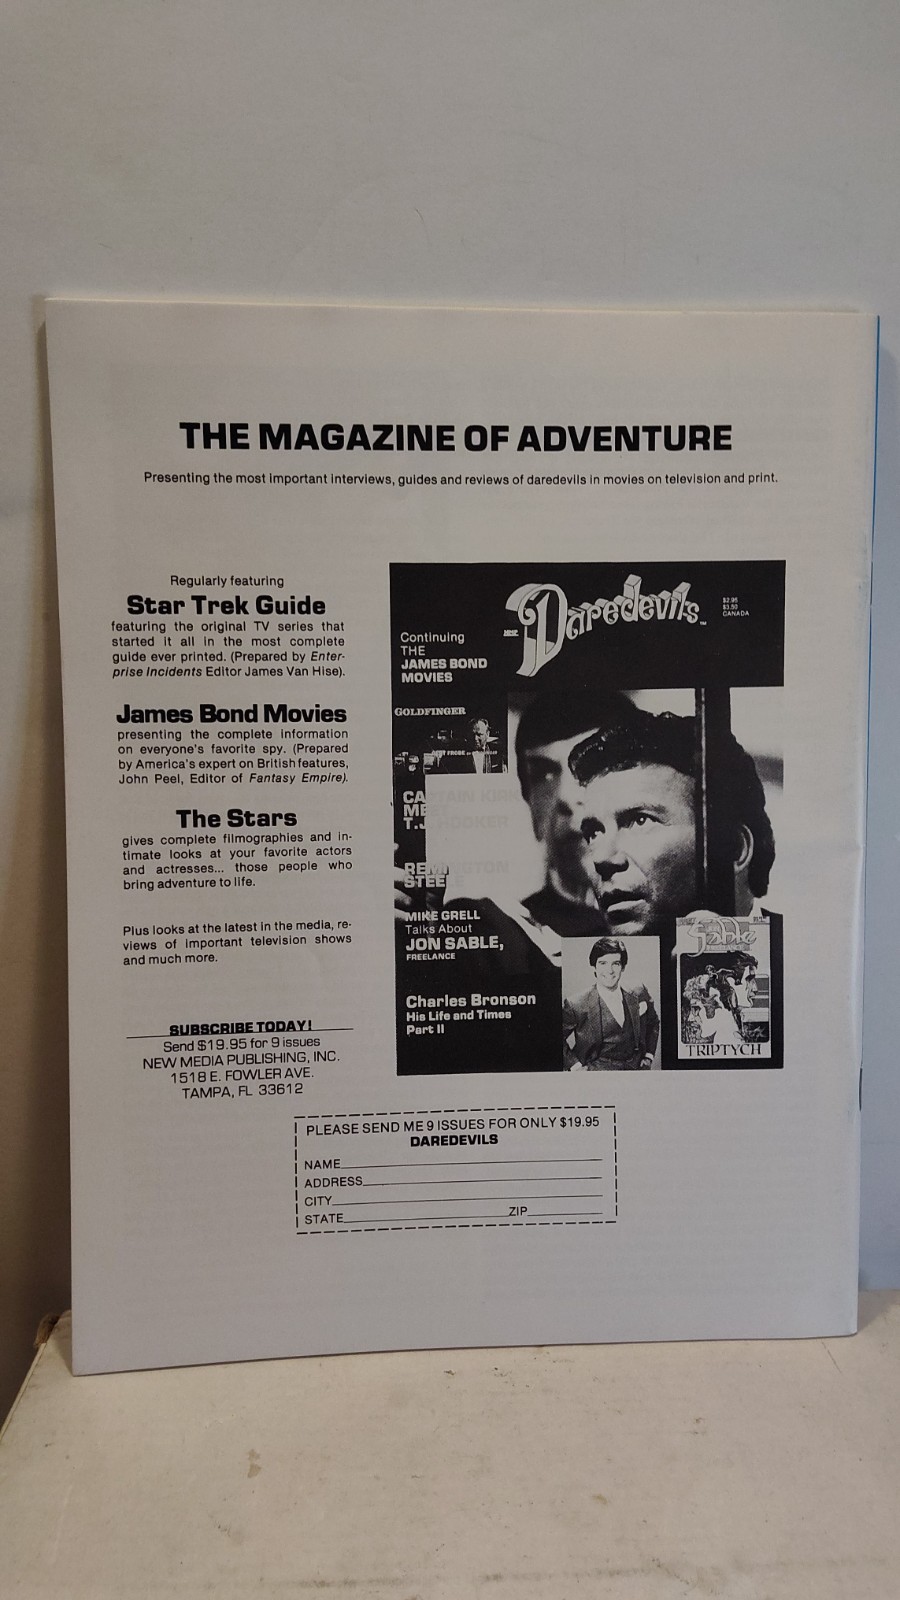 THE MAGAZINE OF ADVENTURE
Presenting the most important interviews, guides and reviews of daredevils in movies on television and print.
Regularly featuring
Star Trek Guide
featuring the original TV series that
started it all in the most complete
guide ever printed. (Prepared by Enter-
prise Incidents Editor James Van Hise).
James Bond Movies
presenting the complete information
on everyone's favorite spy. (Prepared
by America's expert on British features,
John Peel, Editor of Fantasy Empire).
The Stars
gives complete filmographies and in-
timate looks at your favorite actors
and actresses... those people who
bring adventure to life.
Plus looks at the latest in the media, re-
views of important television shows
and much more.
SUBSCRIBE TODAY!
Send $19.95 for 9 issues
NEW MEDIA PUBLISHING, INC.
1518 E. FOWLER AVE.
TAMPA, FL 33612
Daredevils
$2.95
$3.50
CANADA
Continuing
THE
JAMES BOND
MOVIES
GOLDFINGER
CAPTAIN KIRK
T.J. HOOKER
REMINGTON
STEELE
MIKE GRELL
Talks About
JON SABLE,
FREELANCE
Charles Bronson
His Life and Times
Part II
Sable
TRIPTYCH
PLEASE SEND ME 9 ISSUES FOR ONLY $19.95
DAREDEVILS
NAME
ADDRESS
CITY
STATE ZIP